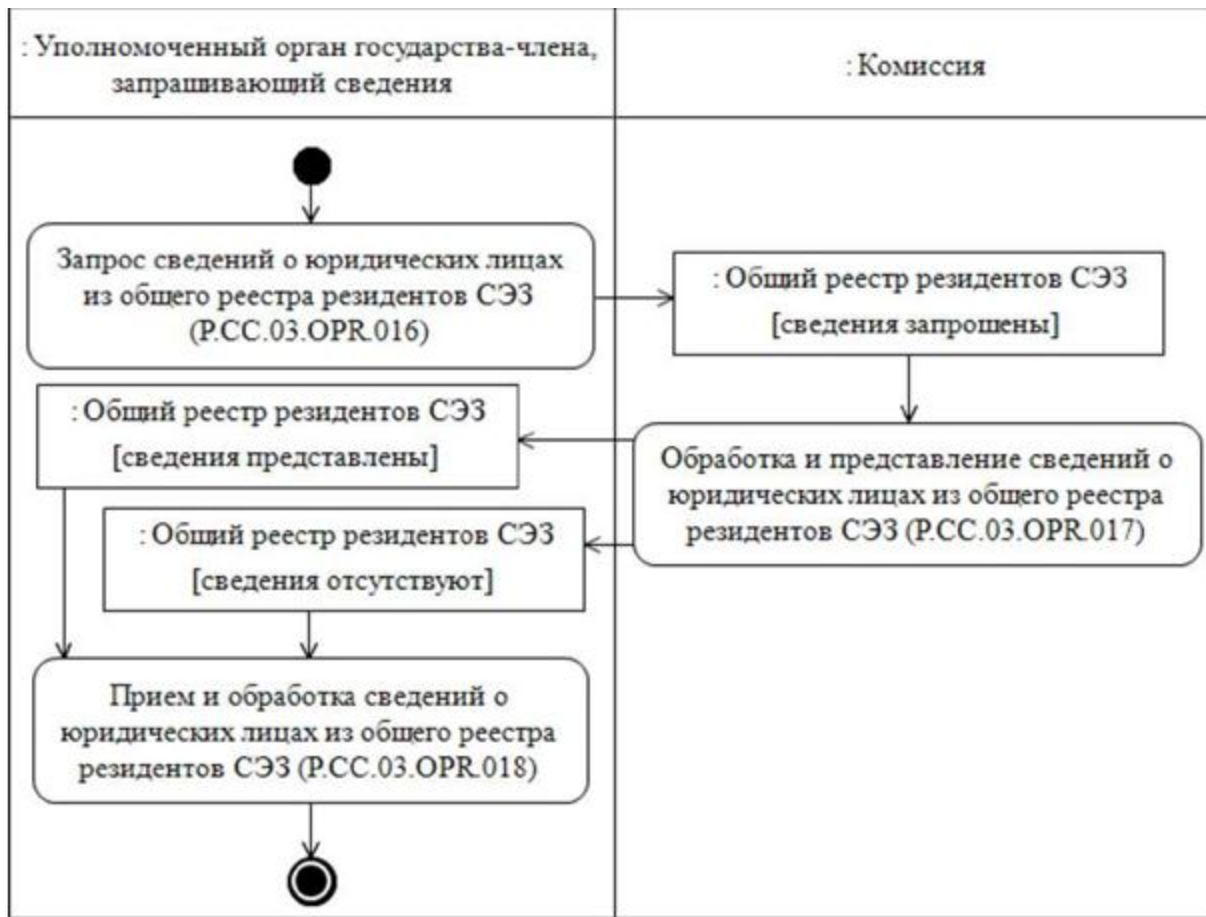 : Уполномоченный орган государства-члена,
запрашивающий сведения
: Комиссия
Запрос сведений о юридических лицах
из общего реестра резидентов СЭЗ
(P.CC.03.OPR.016)
: Общий реестр резидентов СЭЗ
[сведения запрошены]
: Общий реестр резидентов СЭЗ
[сведения представлены]
Обработка и представление сведений о
юридических лицах из общего реестра
резидентов СЭЗ (P.CC.03.OPR.017)
: Общий реестр резидентов СЭЗ
[сведения отсутствуют]
Прием и обработка сведений о
юридических лицах из общего реестра
резидентов СЭЗ (P.CC.03.OPR.018)